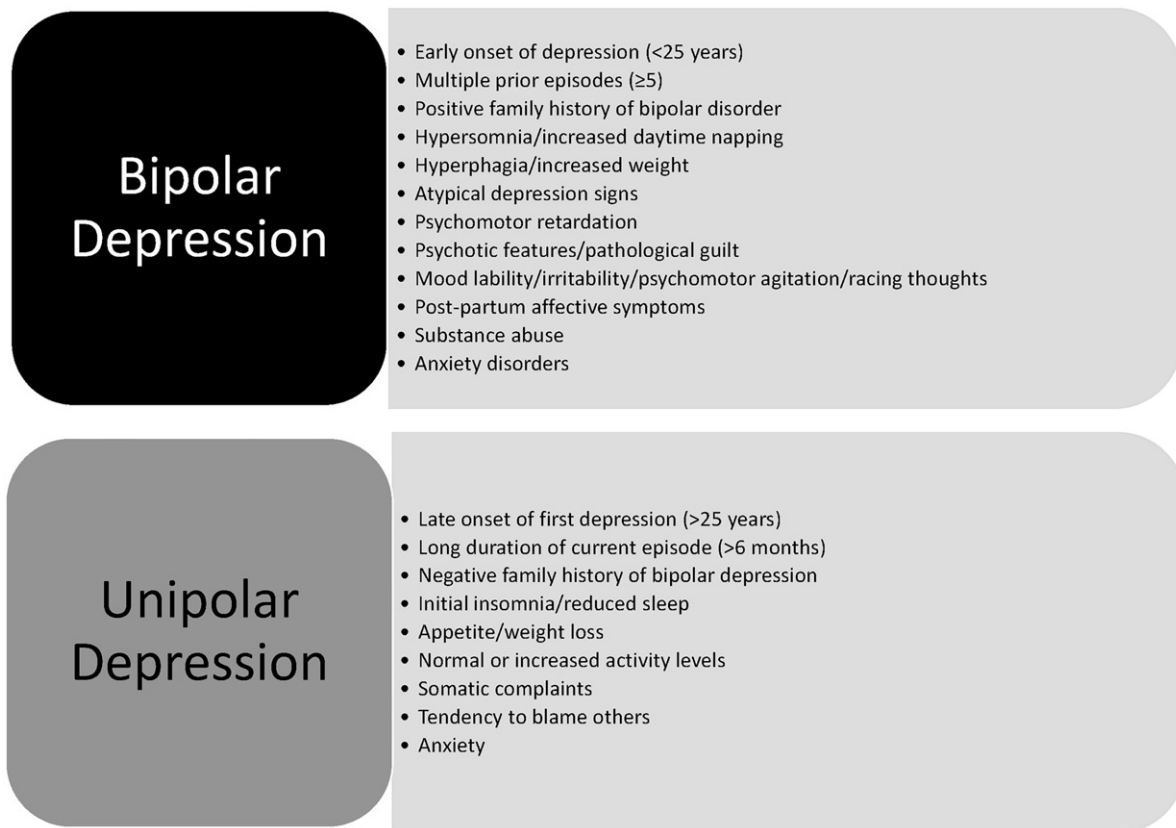 Bipolar
Depression
• Early onset of depression (<25 years)
• Multiple prior episodes (≥5)
• Positive family history of bipolar disorder
• Hypersomnia/increased daytime napping
• Hyperphagia/increased weight
• Atypical depression signs
• Psychomotor retardation
• Psychotic features/pathological guilt
• Mood lability/irritability/psychomotor agitation/racing thoughts
• Post-partum affective symptoms
• Substance abuse
• Anxiety disorders
Unipolar
Depression
• Late onset of first depression (>25 years)
• Long duration of current episode (>6 months)
• Negative family history of bipolar depression
• Initial insomnia/reduced sleep
• Appetite/weight loss
• Normal or increased activity levels
• Somatic complaints
• Tendency to blame others
• Anxiety